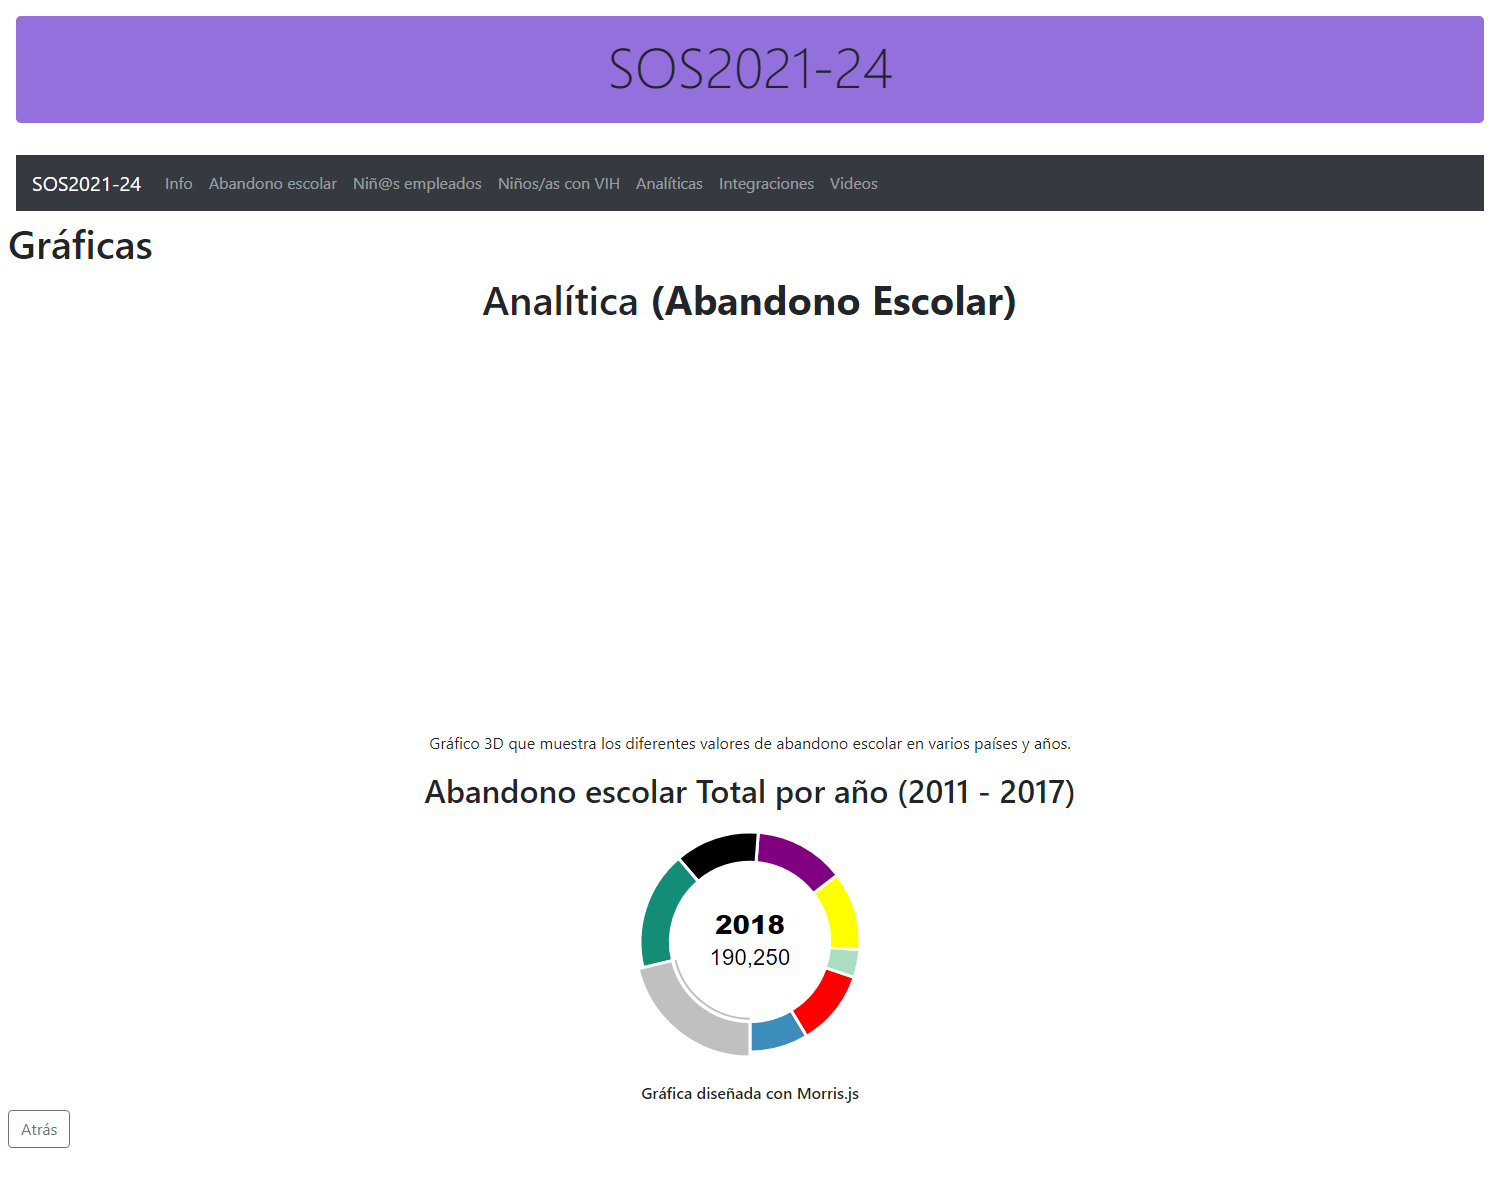 SOS2021-24
SOS2021-24 Info Abandono escolar Niñ@s empleados Niños/as con VIH Analíticas Integraciones Videos
Gráficas
Analítica (Abandono Escolar)
Gráfico 3D que muestra los diferentes valores de abandono escolar en varios países y años.
Abandono escolar Total por año (2011 - 2017)
2018
190,250
Gráfica diseñada con Morris.js
Atrás